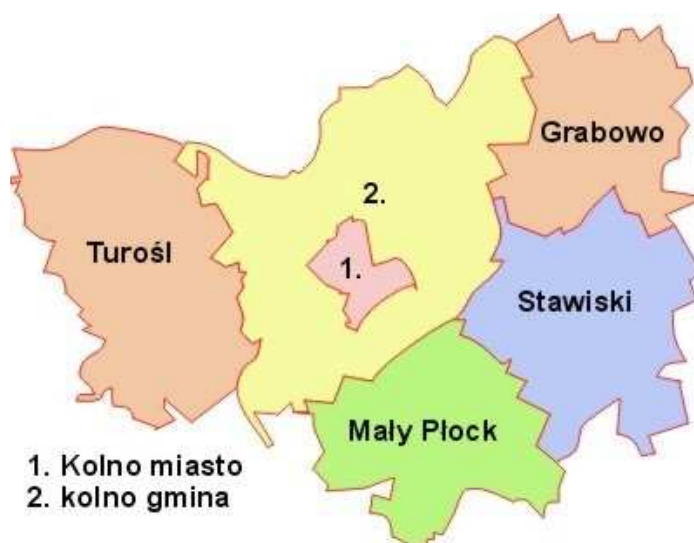 Grabowo
2.
Turośl
1.
Stawiski
Mały Płock
1. Kolno miasto
2. kolno gmina